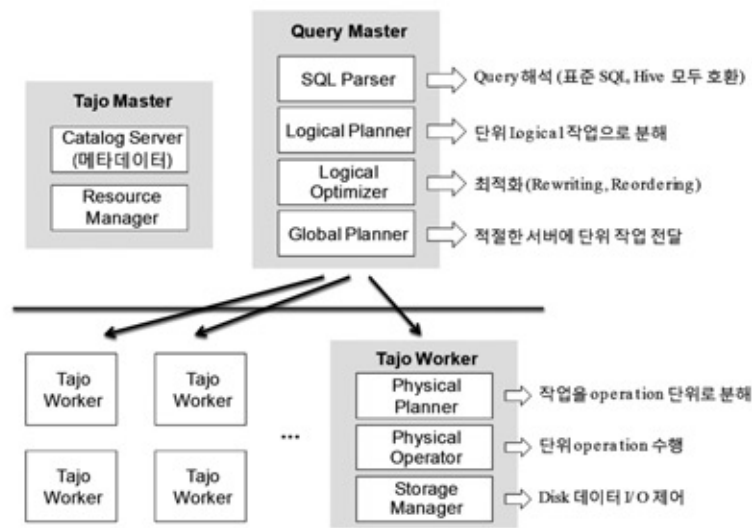 Query Master
SQL Parser
Query 해석 (표준 SQL, Hive 모두 호환)
Logical Planner
단위 Logical 작업으로 분해
Logical
Optimizer
최적화 (Rewriting, Reordering)
Global Planner
적절한 서버에 단위 작업 전달
Tajo Master
Catalog Server
(메타데이터)
Resource
Manager
Tajo
Worker
Tajo
Worker
Tajo
Worker
Tajo
Worker
...
Tajo Worker
Physical
Planner
작업을 operation 단위로 분해
Physical
Operator
단위 operation 수행
Storage
Manager
Disk 데이터 I/O 제어